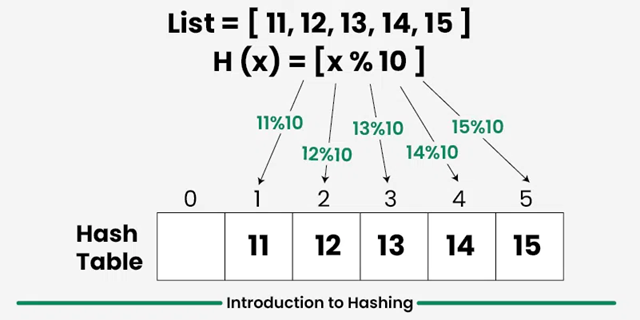 List = [ 11, 12, 13, 14, 15 ]
H (x) = [x % 10 ]
11%10
12%10
13%10
14%10
15%10
0 1 2 3 4 5
Hash
Table
11 12 13 14 15
Introduction to Hashing